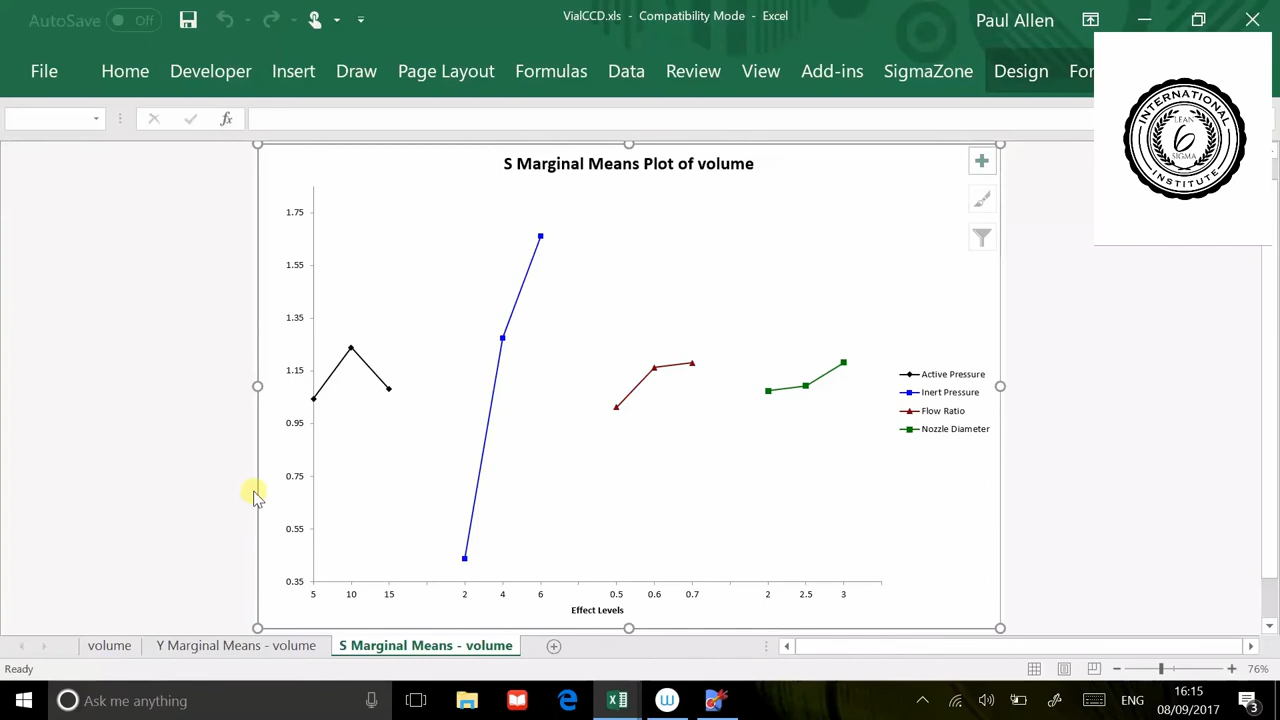 AutoSave Off
VialCCD.xls - Compatibility Mode - Excel
Paul Allen
File Home Developer Insert Draw Page Layout Formulas Data Review View Add-ins SigmaZone Design For
INTERNATIONAL
LEAN
6
SIGMA
INSTITUTE
fx
S Marginal Means Plot of volume
1.75
1.55
1.35
1.15
0.95
0.75
0.55
0.35
5 10 15 2 4 6 0.5 0.6 0.7 2 2.5 3
Effect Levels
Active Pressure
Inert Pressure
Flow Ratio
Nozzle Diameter
volume Y Marginal Means - volume S Marginal Means - volume
Ready
76%
Ask me anything
ENG
16:15
08/09/2017
3